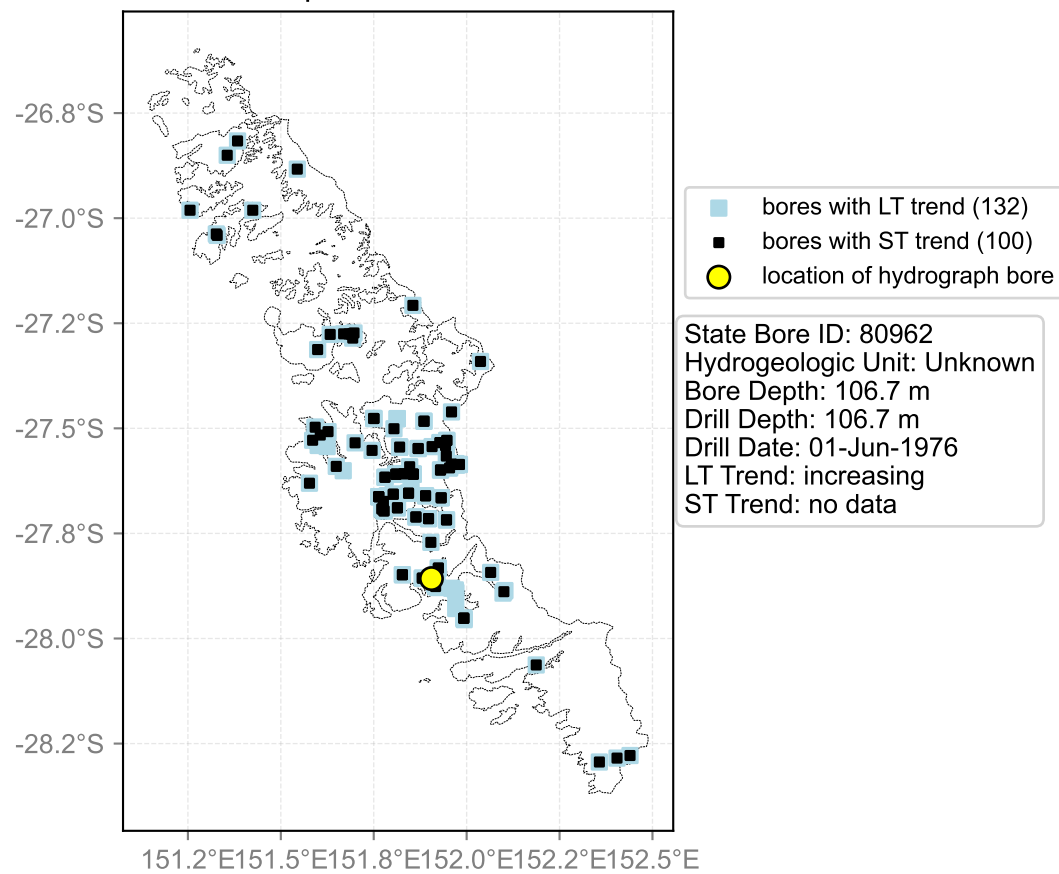 -26.8°S
-27.0°S
-27.2°S
-27.5°S
-27.8°S
-28.0°S
-28.2°S
151.2°E151.5°E151.8°E152.0°E152.2°E152.5°E
bores with LT trend (132)
bores with ST trend (100)
location of hydrograph bore
State Bore ID: 80962
Hydrogeologic Unit: Unknown
Bore Depth: 106.7 m
Drill Depth: 106.7 m
Drill Date: 01-Jun-1976
LT Trend: increasing
ST Trend: no data